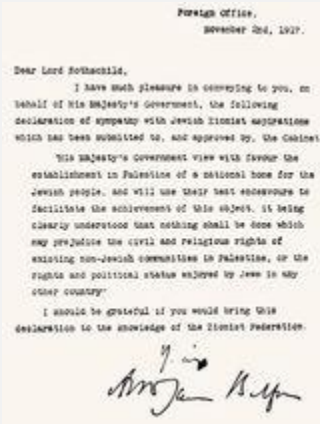 Foreign Office,
November 2nd, 1917.
Dear Lord Rothschild,
I have much pleasure in conveying to you, on
behalf of His Majesty's Government, the following
declaration of sympathy with Jewish Zionist aspirations
which has been submitted to, and approved by, the Cabinet
"His Majesty's Government view with favour the
establishment in Palestine of a national home for the
Jewish people, and will use their best endeavours to
facilitate the achievement of this object, it being
clearly understood that nothing shall be done which
may prejudice the civil and religious rights of
existing non-Jewish communities in Palestine, or the
rights and political status enjoyed by Jews in any
other country"
I should be grateful if you would bring this
declaration to the knowledge of the Zionist Federation.